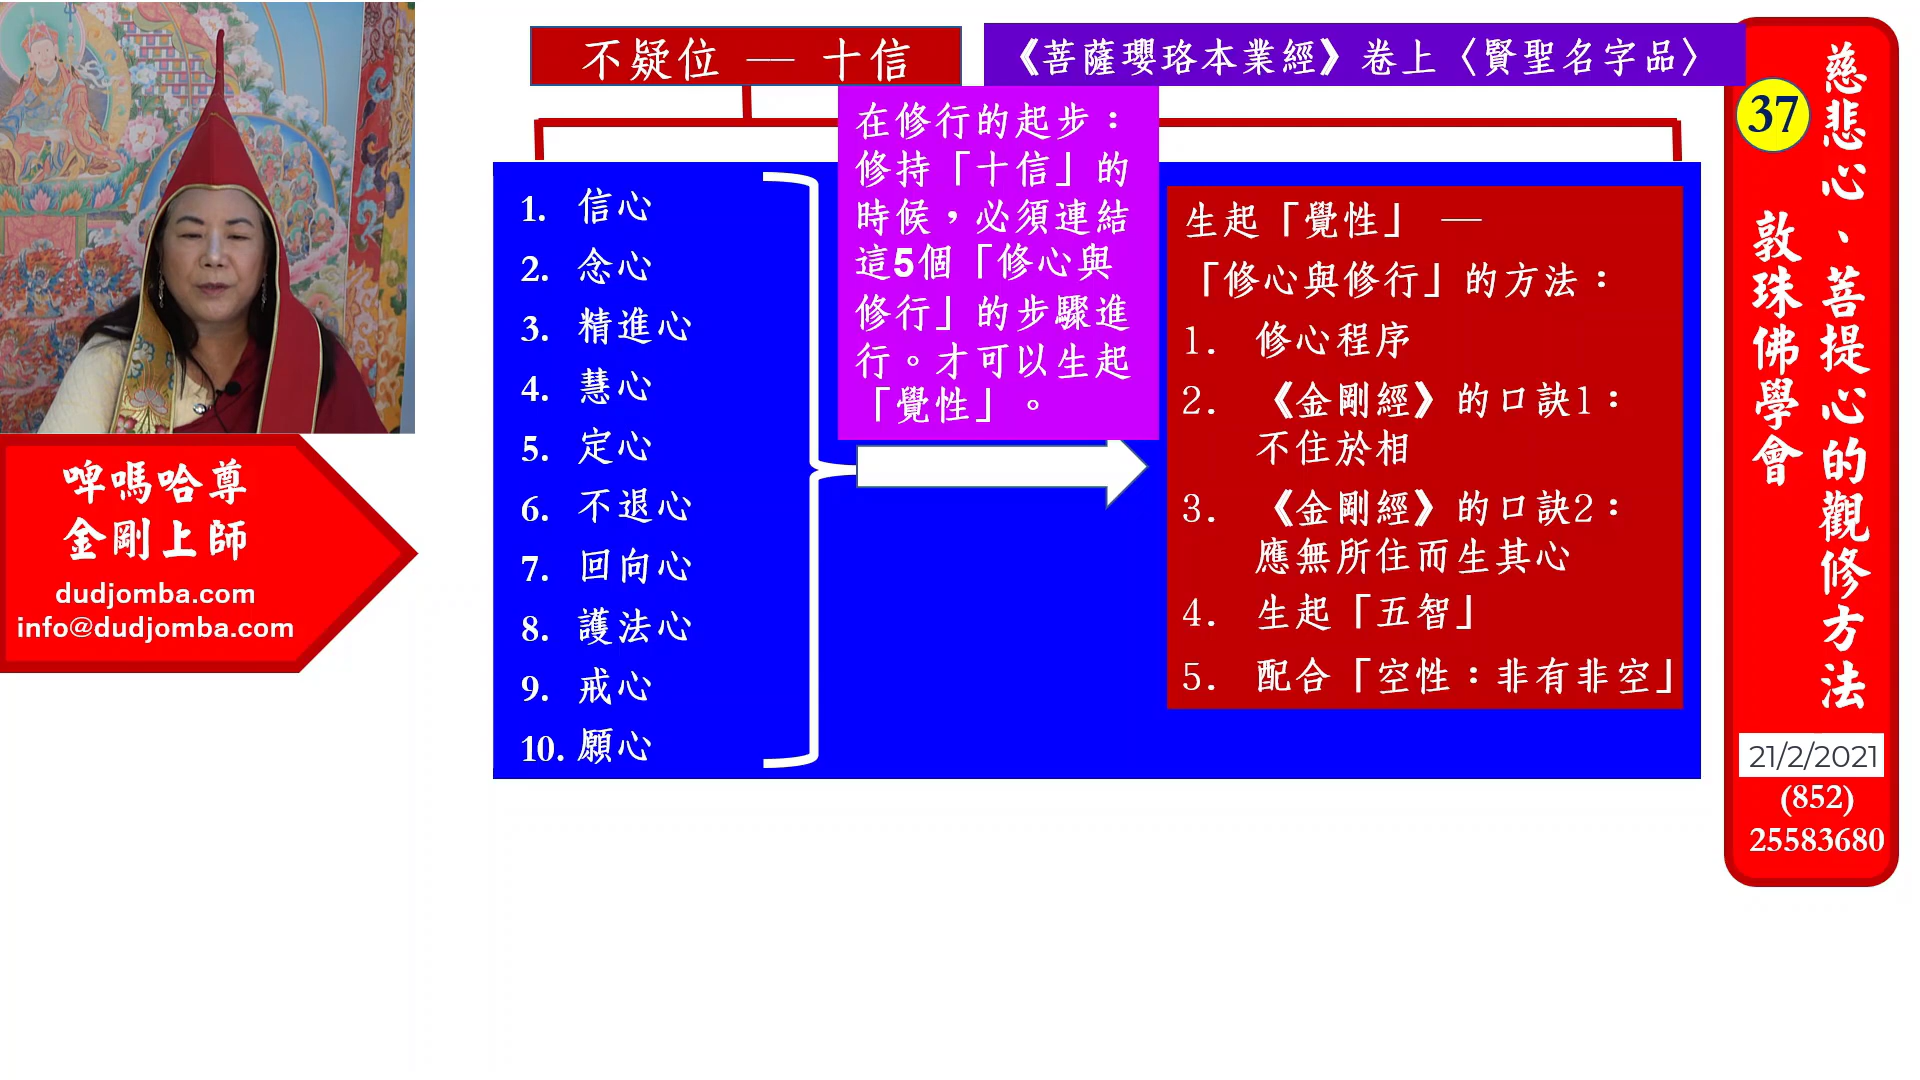 不疑位 — 十信
《菩薩瓔珞本業經》卷上〈賢聖名字品〉
1. 信心
2. 念心
3. 精進心
4. 慧心
5. 定心
6. 不退心
7. 回向心
8. 護法心
9. 戒心
10. 願心
在修行的起步：
修持「十信」的
時候，必須連結
這5個「修心與
修行」的步驟進
行。才可以生起
「覺性」。
生起「覺性」 —
「修心與修行」的方法：
1. 修心程序
2. 《金剛經》的口訣1：
不住於相
3. 《金剛經》的口訣2：
應無所住而生其心
4. 生起「五智」
5. 配合「空性：非有非空」
啤嗎哈尊
金剛上師
dudjomba.com
info@dudjomba.com
37
慈悲心、菩提心的觀修方法
敦珠佛學會
21/2/2021
(852)
25583680